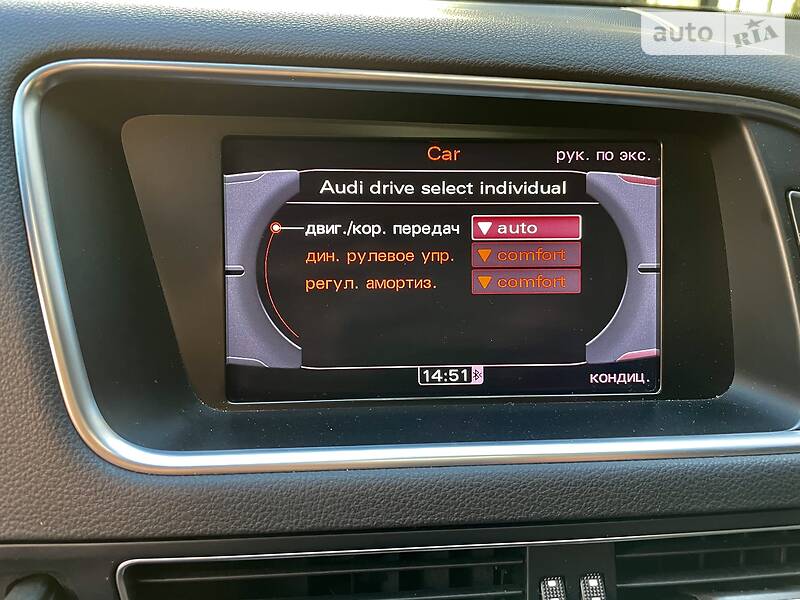 auto RIA
Car
рук. по экс.
Audi drive select individual
двиг./кор. передач ▼ auto
дин. рулевое упр. ▼ comfort
регул. амортиз. ▼ comfort
14:51
кондиц.